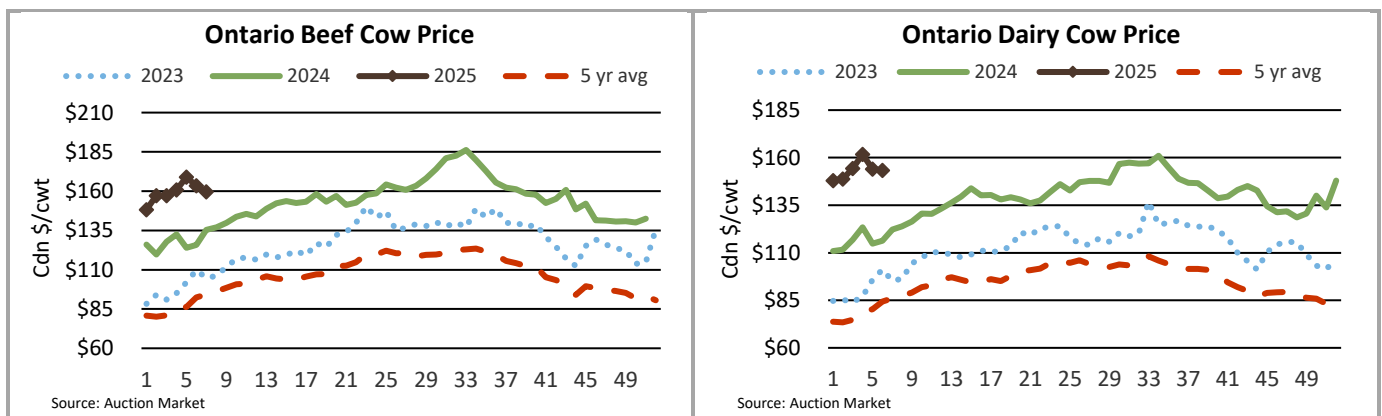 Ontario Beef Cow Price
2023 2024 2025 5 yr avg
$210
$185
$160
$135
$110
$85
$60
Cdn $/cwt
1 5 9 13 17 21 25 29 33 37 41 45 49
Source: Auction Market
Ontario Dairy Cow Price
2023 2024 2025 5 yr avg
$185
$160
$135
$110
$85
$60
Cdn $/cwt
1 5 9 13 17 21 25 29 33 37 41 45 49
Source: Auction Market